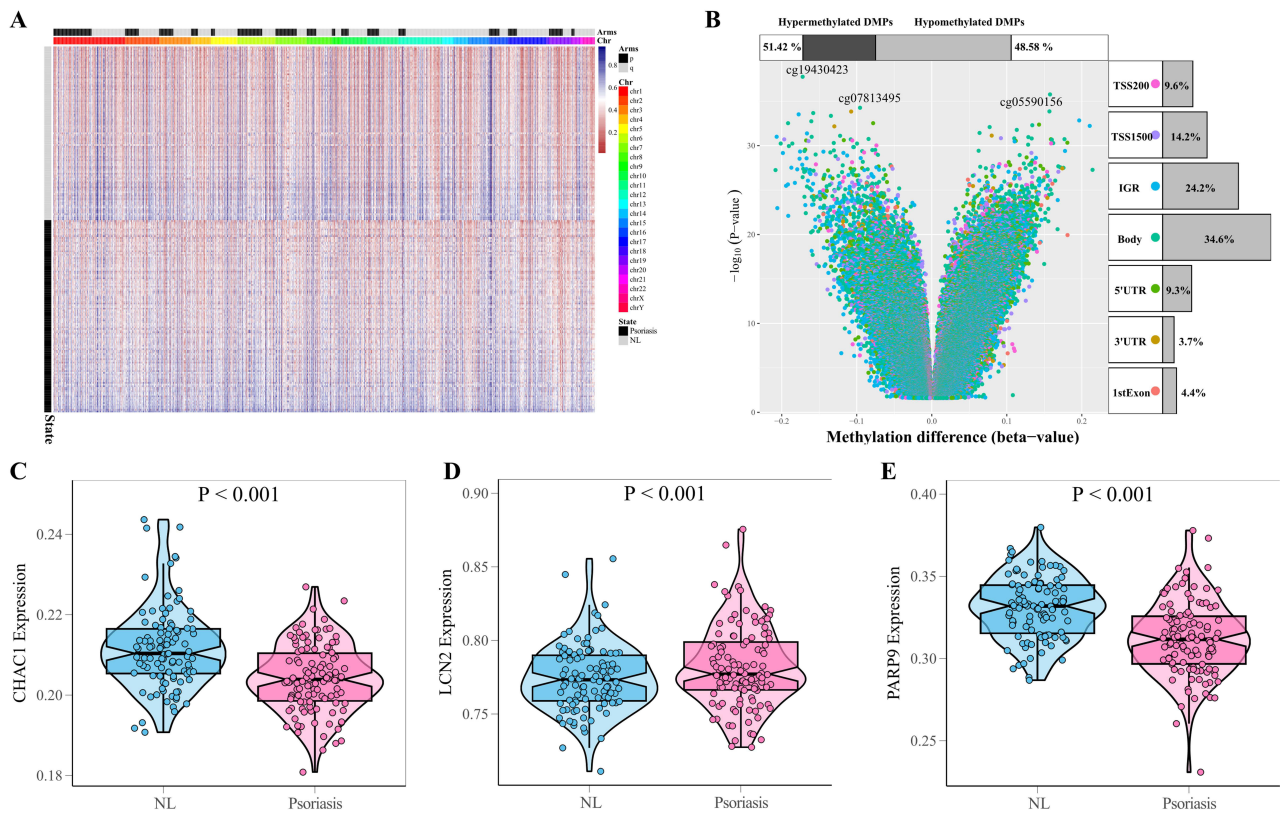 A
Arms
Chr
0.8
0.6
0.4
0.2
Arms
p
q
Chr
chr1
chr2
chr3
chr4
chr5
chr6
chr7
chr8
chr9
chr10
chr11
chr12
chr13
chr14
chr15
chr16
chr17
chr18
chr19
chr20
chr21
chr22
chrX
chrY
State
Psoriasis
NL
State
B
Hypermethylated DMPs
Hypomethylated DMPs
51.42 %
48.58 %
cg19430423
cg07813495
cg05590156
30
20
10
0
−log10 (P−value)
−0.2
−0.1
0.0
0.1
0.2
Methylation difference (beta−value)
TSS200
9.6%
TSS1500
14.2%
IGR
24.2%
Body
34.6%
5'UTR
9.3%
3'UTR
3.7%
1stExon
4.4%
C
P < 0.001
CHAC1 Expression
0.24
0.22
0.20
0.18
NL
Psoriasis
D
P < 0.001
LCN2 Expression
0.90
0.85
0.80
0.75
NL
Psoriasis
E
P < 0.001
PARP9 Expression
0.40
0.35
0.30
0.25
NL
Psoriasis